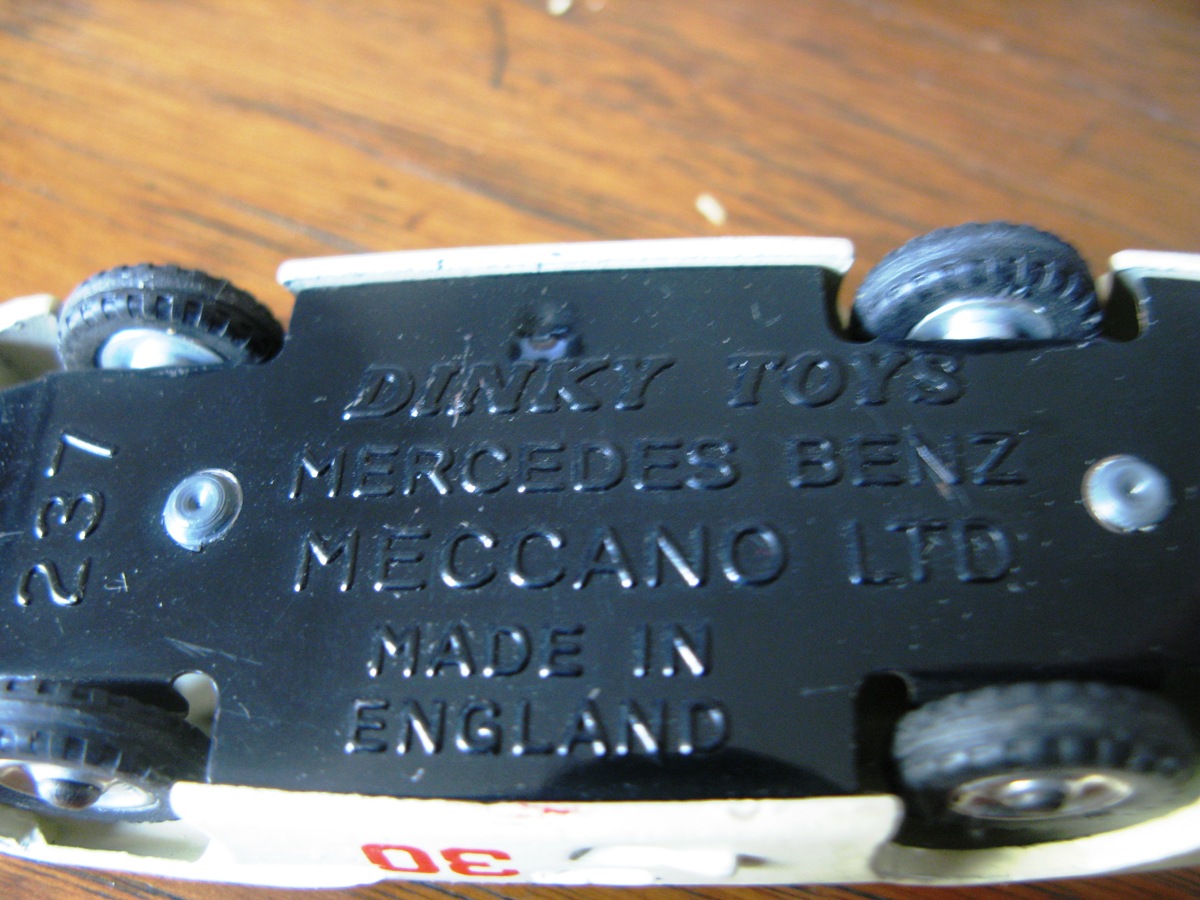 DINKY TOYS
MERCEDES BENZ
MECCANO LTD
MADE IN
ENGLAND
237
30